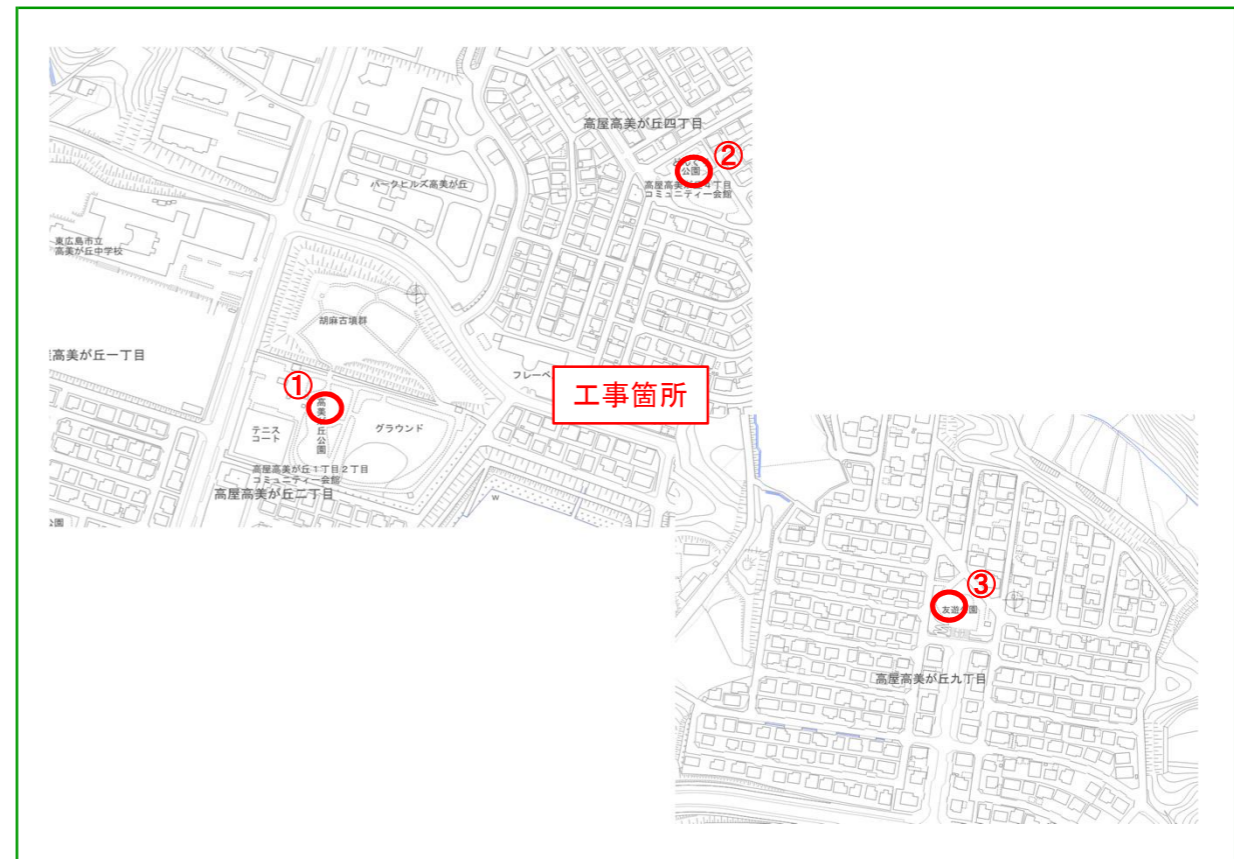 高屋高美が丘四丁目
②
公園
コミュニティー会館
パークヒルズ高美が丘
東広島市立
高美が丘中学校
胡麻古墳群
高美が丘一丁目
フレーベ
工事箇所
①
高美が丘公園
テニス
コート
グラウンド
高屋高美が丘1丁目2丁目
コミュニティー会館
高屋高美が丘二丁目
公園
W
③
友遊公園
高屋高美が丘九丁目